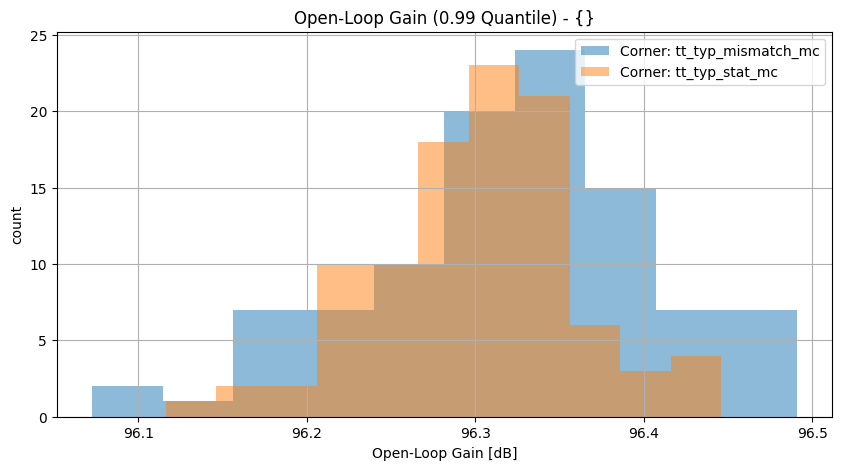 Open-Loop Gain (0.99 Quantile) - {}
Corner: tt_typ_mismatch_mc
Corner: tt_typ_stat_mc
count
25
20
15
10
5
0
96.1 96.2 96.3 96.4 96.5
Open-Loop Gain [dB]